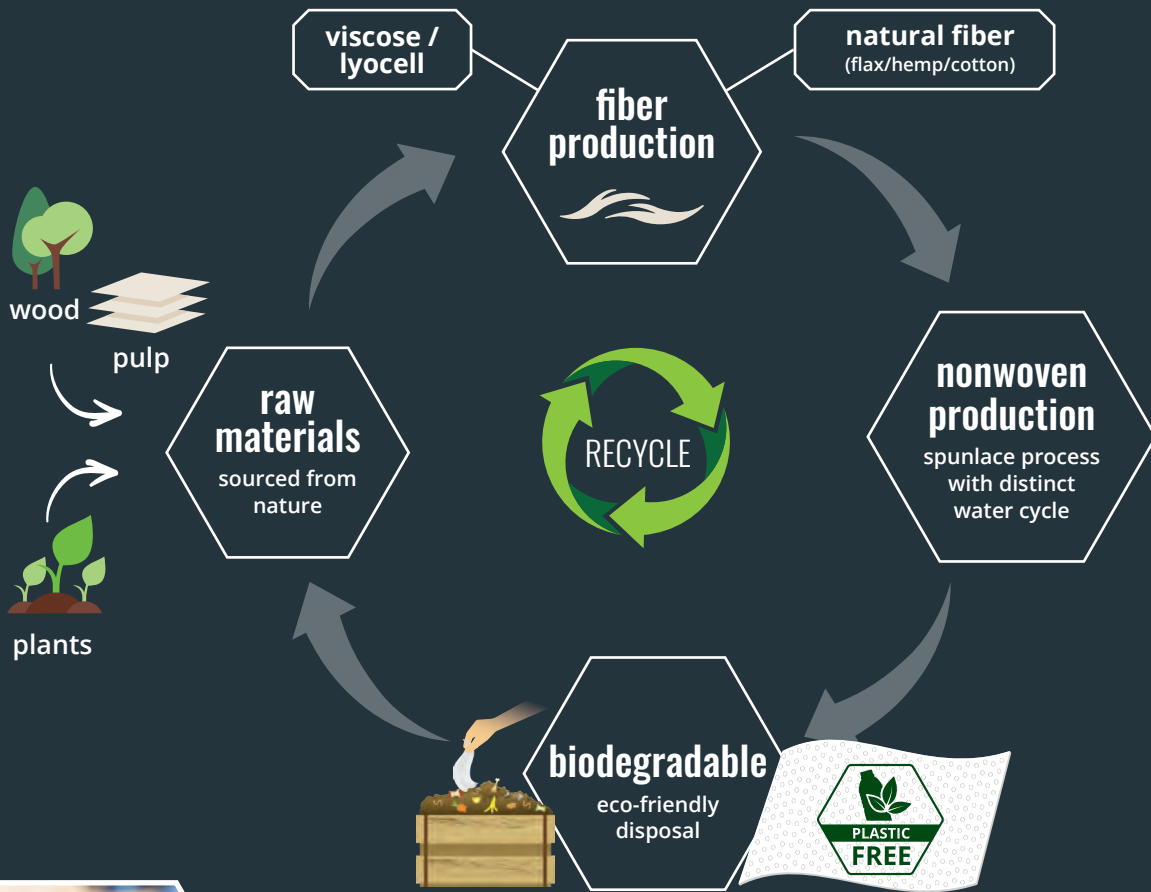 viscose /
lyocell
natural fiber
(flax/hemp/cotton)
fiber
production
wood
pulp
raw
materials
sourced from
nature
plants
RECYCLE
nonwoven
production
spunlace process
with distinct
water cycle
biodegradable
eco-friendly
disposal
PLASTIC
FREE